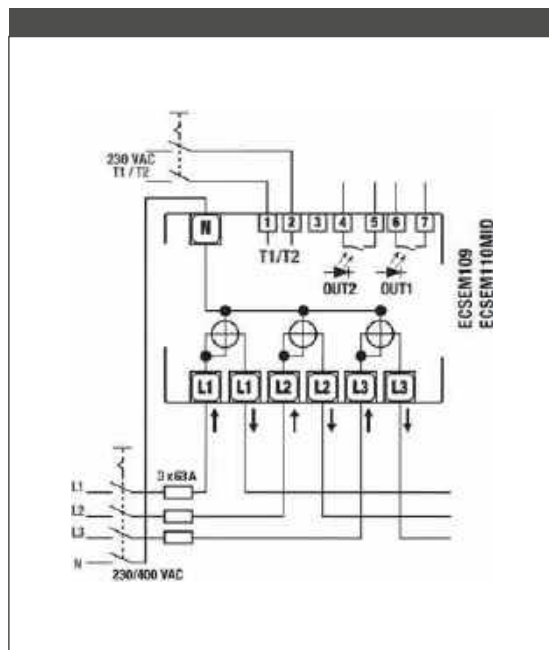 230 VAC
T1 / T2
N
1 2 3 4 5 6 7
T1/T2
OUT2
OUT1
ECSEM109
ECSEM110MID
L1 L1 L2 L2 L3 L3
3 x 63A
L1
L2
L3
N
230/400 VAC